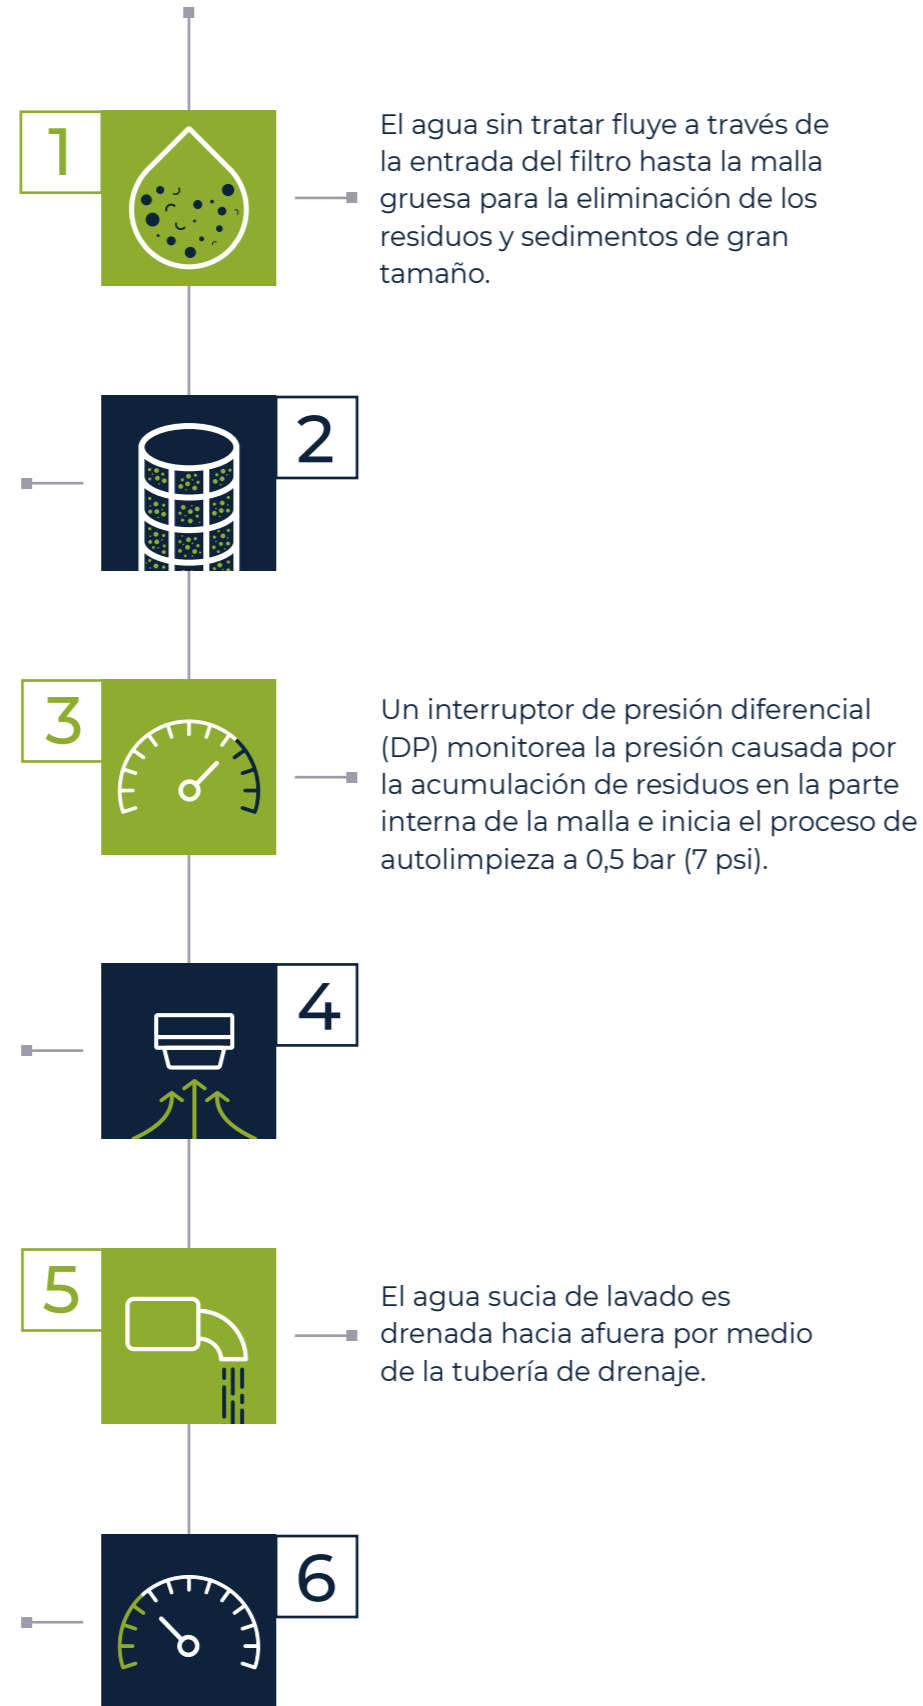 1
El agua sin tratar fluye a través de
la entrada del filtro hasta la malla
gruesa para la eliminación de los
residuos y sedimentos de gran
tamaño.
2
3
Un interruptor de presión diferencial
(DP) monitorea la presión causada por
la acumulación de residuos en la parte
interna de la malla e inicia el proceso de
autolimpieza a 0,5 bar (7 psi).
4
5
El agua sucia de lavado es
drenada hacia afuera por medio
de la tubería de drenaje.
6